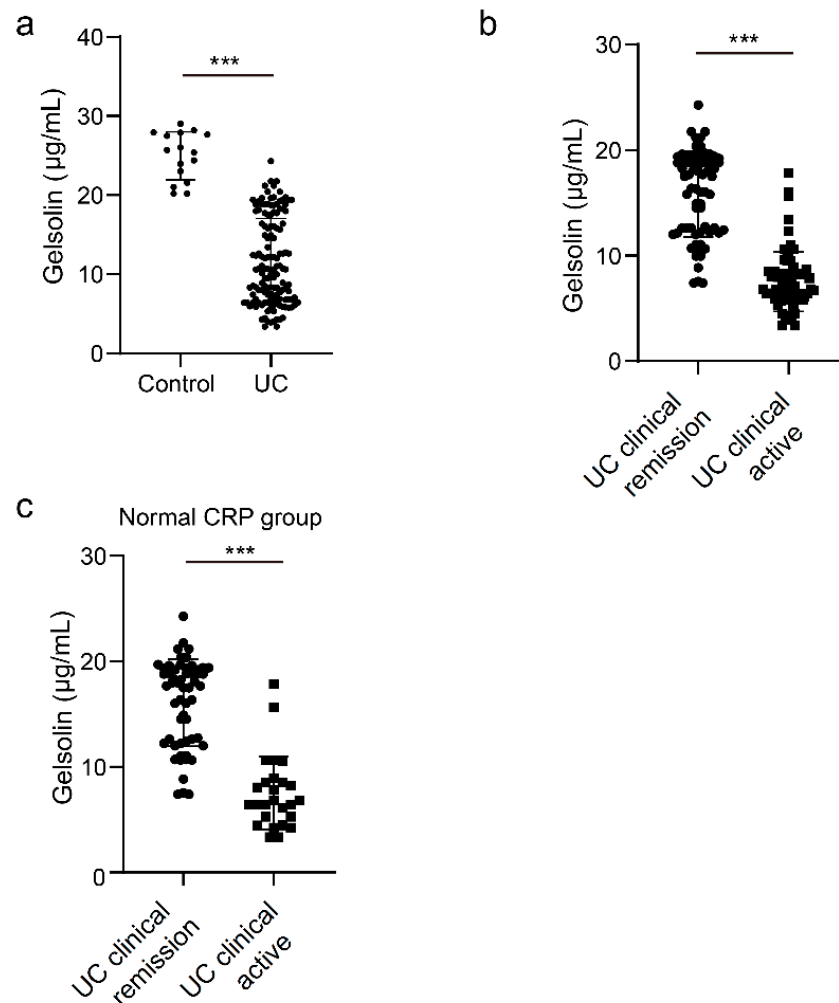 a
***
Gelsolin (µg/mL)
40
30
20
10
0
Control
UC
b
***
Gelsolin (µg/mL)
30
20
10
0
UC clinical
remission
UC clinical
active
c
Normal CRP group
***
Gelsolin (µg/mL)
30
20
10
0
UC clinical
remission
UC clinical
active